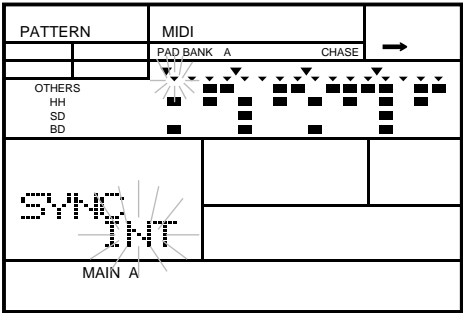 PATTERN
MIDI
PAD BANK A
CHASE
OTHERS
HH
SD
BD
SYNC
INT
MAIN A